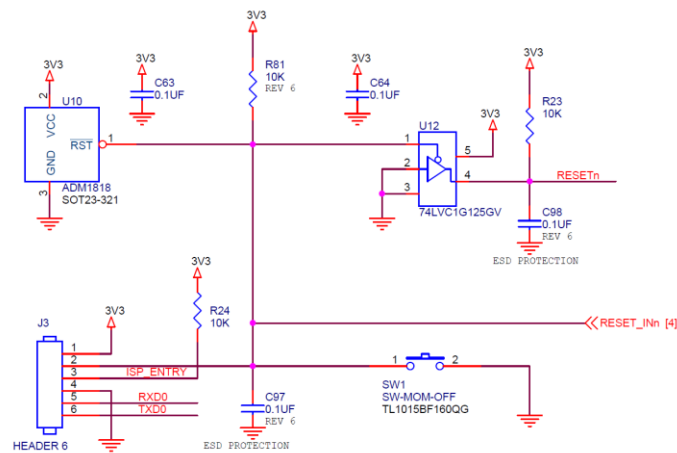 3V3
3V3
3V3
3V3
3V3
R81
10K
REV 6
C63
0.1UF
C64
0.1UF
2
U10
VCC
RST
GND
1
3
ADM1818
SOT23-321
U12
3V3
1
2
3
5
4
74LVC1G125GV
R23
10K
RESETn
C98
0.1UF
REV 6
ESD PROTECTION
3V3
R24
10K
3V3
J3
1
2
3
4
5
6
ISP_ENTRY
RXD0
TXD0
HEADER 6
RESET_INn [4]
1
2
SW1
SW-MOM-OFF
TL1015BF160QG
C97
0.1UF
REV 6
ESD PROTECTION